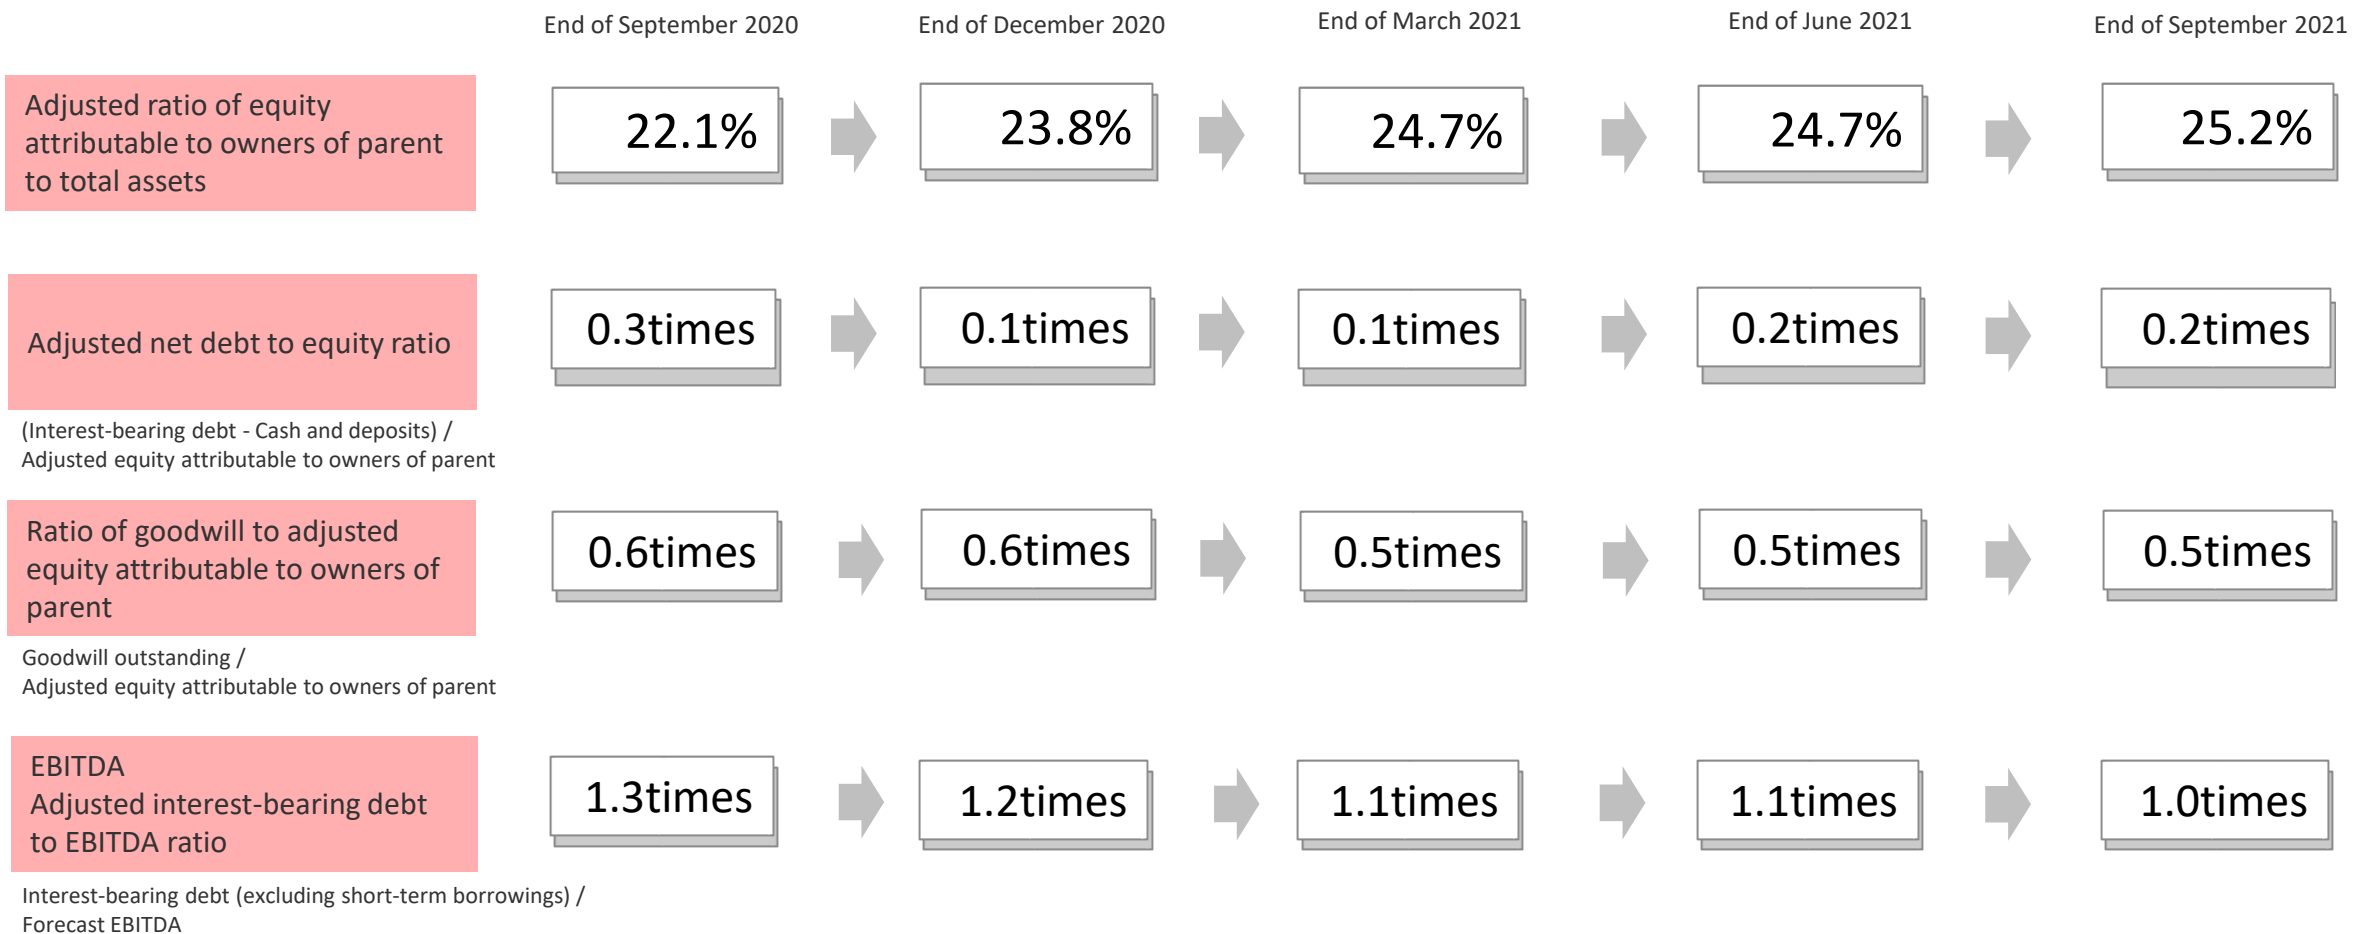 End of September 2020 End of December 2020 End of March 2021 End of June 2021 End of September 2021
Adjusted ratio of equity
attributable to owners of parent
to total assets
22.1% 23.8% 24.7% 24.7% 25.2%
Adjusted net debt to equity ratio
0.3times 0.1times 0.1times 0.2times 0.2times
(Interest-bearing debt - Cash and deposits) /
Adjusted equity attributable to owners of parent
Ratio of goodwill to adjusted
equity attributable to owners of
parent
0.6times 0.6times 0.5times 0.5times 0.5times
Goodwill outstanding /
Adjusted equity attributable to owners of parent
EBITDA
Adjusted interest-bearing debt
to EBITDA ratio
1.3times 1.2times 1.1times 1.1times 1.0times
Interest-bearing debt (excluding short-term borrowings) /
Forecast EBITDA